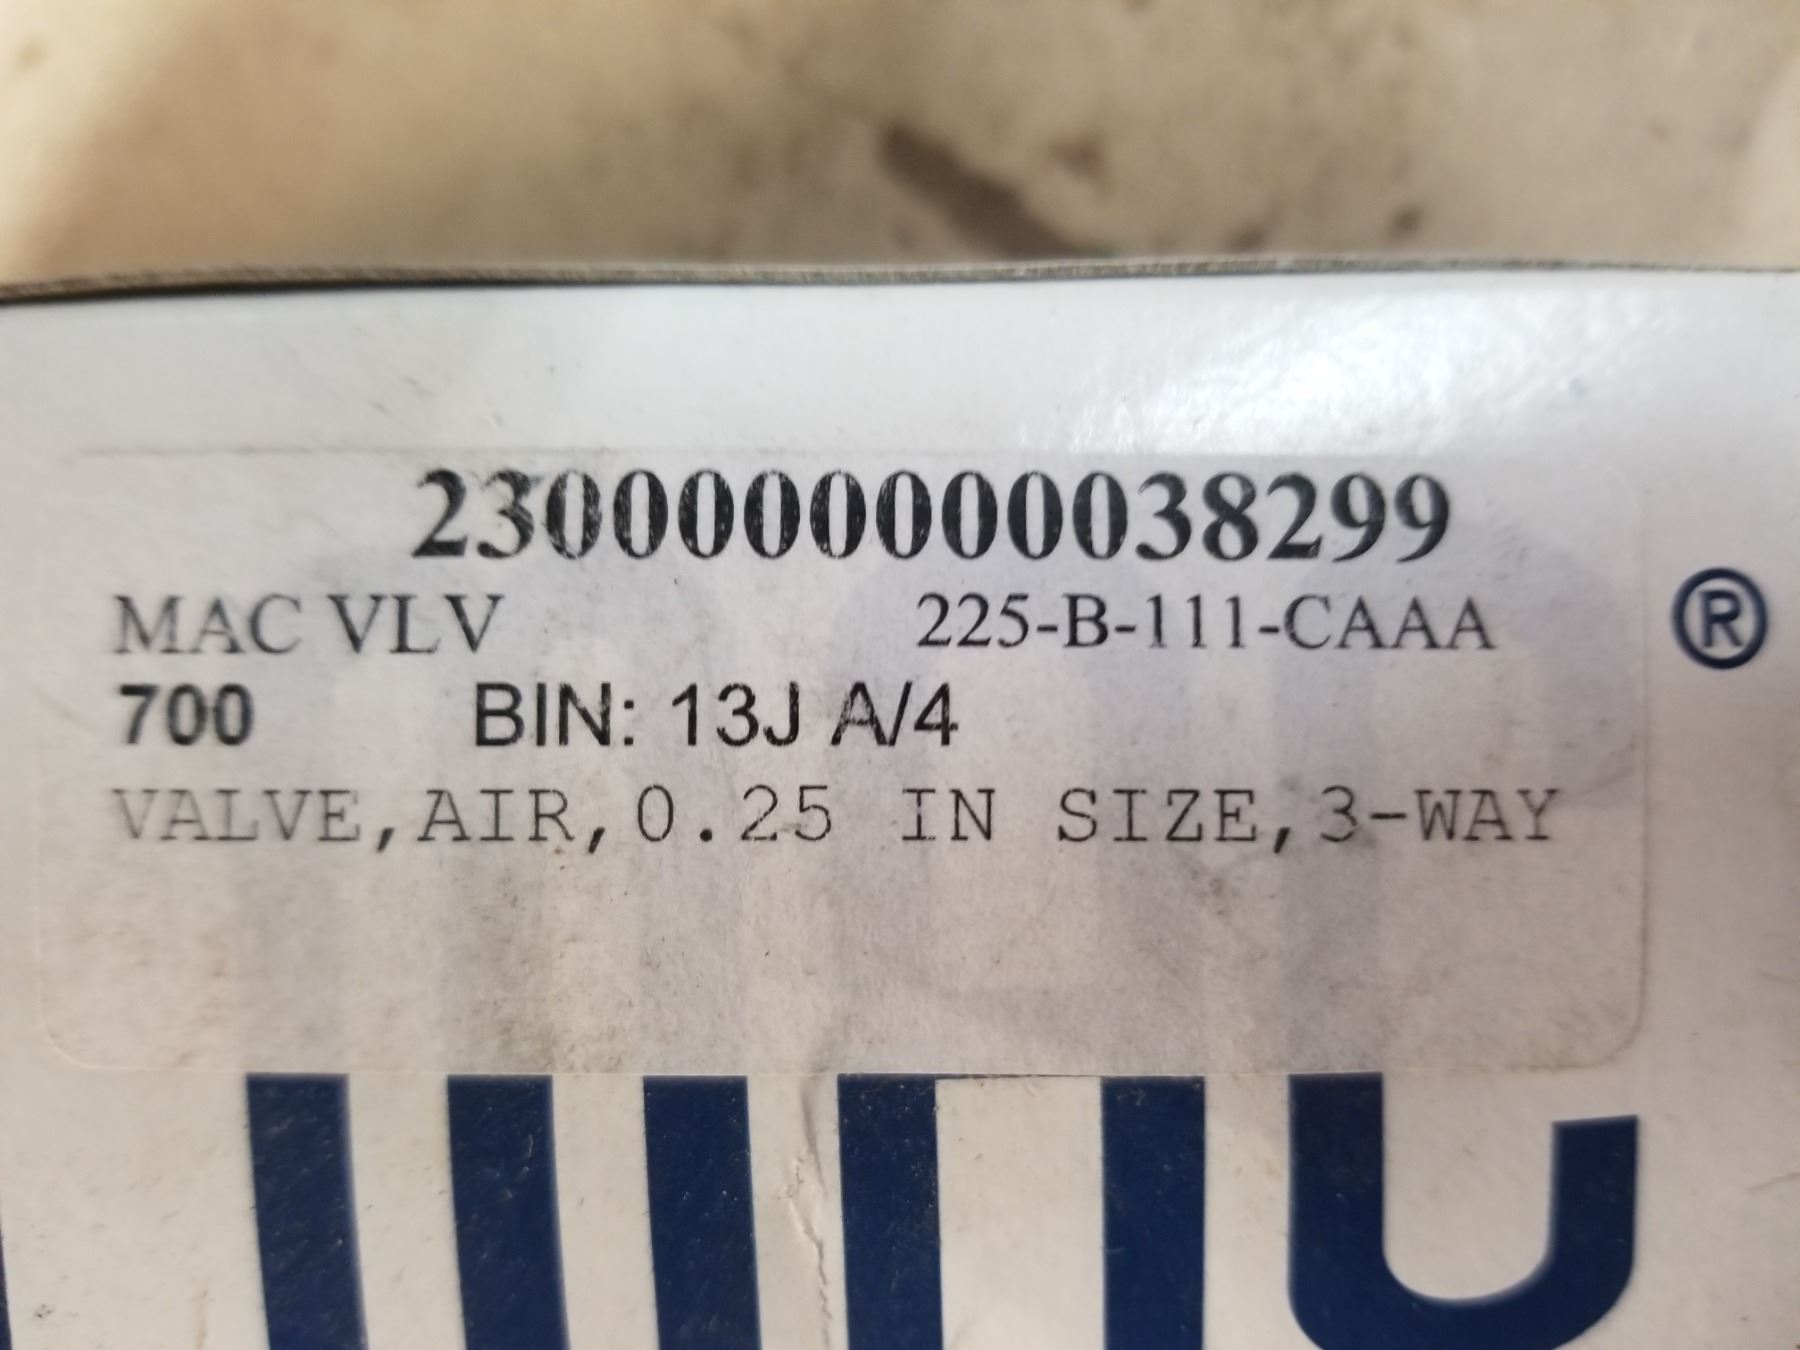 2300000000038299
MAC VLV 225-B-111-CAAA
®
700 BIN: 13J A/4
VALVE,AIR,0.25 IN SIZE,3-WAY